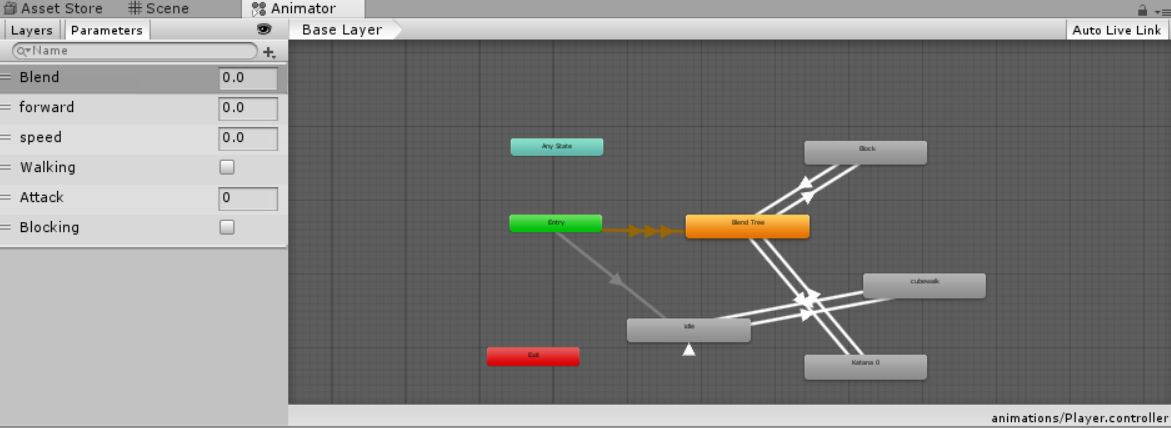 Asset Store Scene Animator
Layers Parameters Base Layer Auto Live Link
Name
Blend 0.0
forward 0.0
speed 0.0
Walking
Attack 0
Blocking
Any State
Block
Entry
Blend Tree
cubewalk
idle
Exit
Katana 0
animations/Player.controller